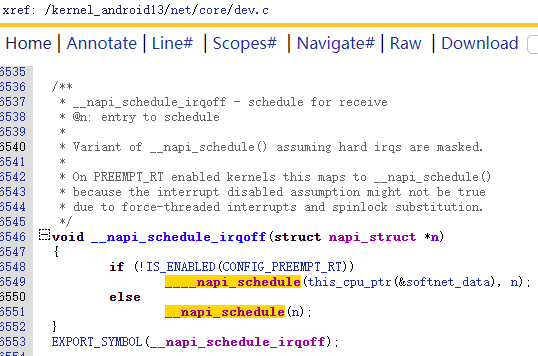 xref: /kernel_android13/net/core/dev.c
Home | Annotate | Line# | Scopes# | Navigate# | Raw | Download
6535
6536 /**
6537  * __napi_schedule_irqoff - schedule for receive
6538  * @n: entry to schedule
6539  *
6540  * Variant of __napi_schedule() assuming hard irqs are masked.
6541  *
6542  * On PREEMPT_RT enabled kernels this maps to __napi_schedule()
6543  * because the interrupt disabled assumption might not be true
6544  * due to force-threaded interrupts and spinlock substitution.
6545  */
6546 void __napi_schedule_irqoff(struct napi_struct *n)
6547 {
6548 if (!IS_ENABLED(CONFIG_PREEMPT_RT))
6549 ____napi_schedule(this_cpu_ptr(&softnet_data), n);
6550 else
6551 __napi_schedule(n);
6552 }
6553 EXPORT_SYMBOL(__napi_schedule_irqoff);